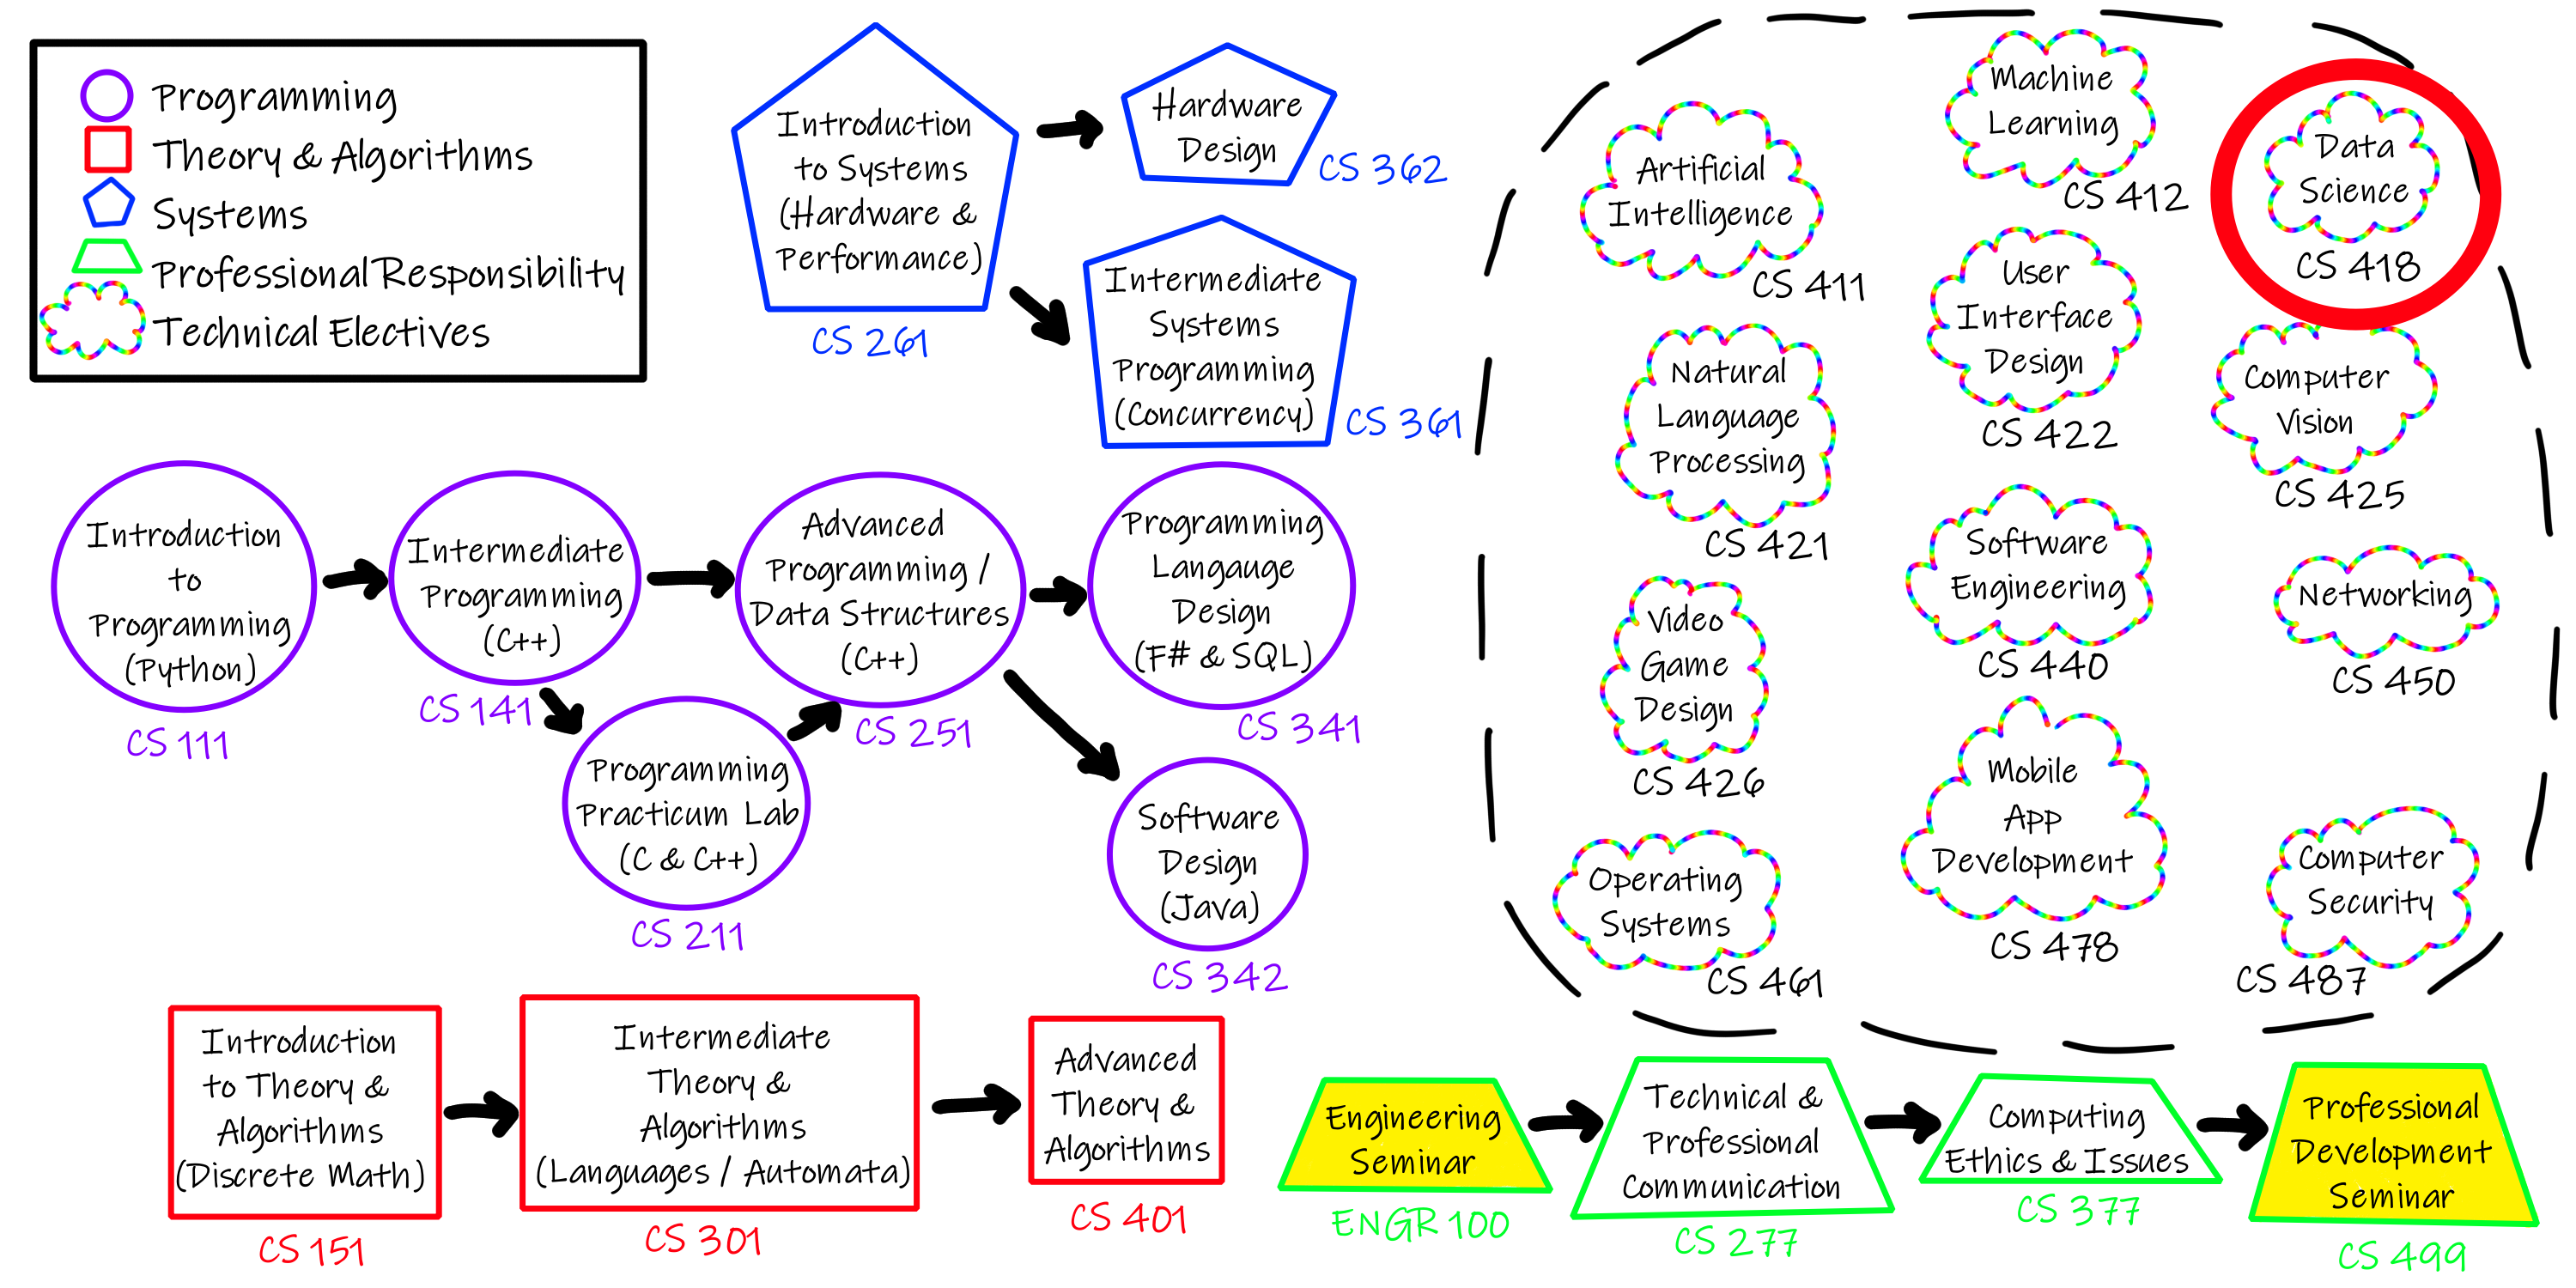 Programming
Theory & Algorithms
Systems
Professional Responsibility
Technical Electives
Introduction
to Systems
(Hardware &
Performance)
CS 261
Hardware
Design
CS 362
Intermediate
Systems
Programming
(Concurrency)
CS 361
Introduction
to
Programming
(Python)
CS 111
Intermediate
Programming
(C++)
CS 141
Programming
Practicum Lab
(C & C++)
CS 211
Advanced
Programming /
Data Structures
(C++)
CS 251
Programming
Langauge
Design
(F# & SQL)
CS 341
Software
Design
(Java)
CS 342
Introduction
to Theory &
Algorithms
(Discrete Math)
CS 151
Intermediate
Theory &
Algorithms
(Languages / Automata)
CS 301
Advanced
Theory &
Algorithms
CS 401
Artificial
Intelligence
CS 411
Natural
Language
Processing
CS 421
Video
Game
Design
CS 426
Operating
Systems
CS 461
Machine
Learning
CS 412
User
Interface
Design
CS 422
Software
Engineering
CS 440
Mobile
App
Development
CS 478
Data
Science
CS 418
Computer
Vision
CS 425
Networking
CS 450
Computer
Security
CS 487
Engineering
Seminar
ENGR 100
Technical &
Professional
Communication
CS 277
Computing
Ethics & Issues
CS 377
Professional
Development
Seminar
CS 499